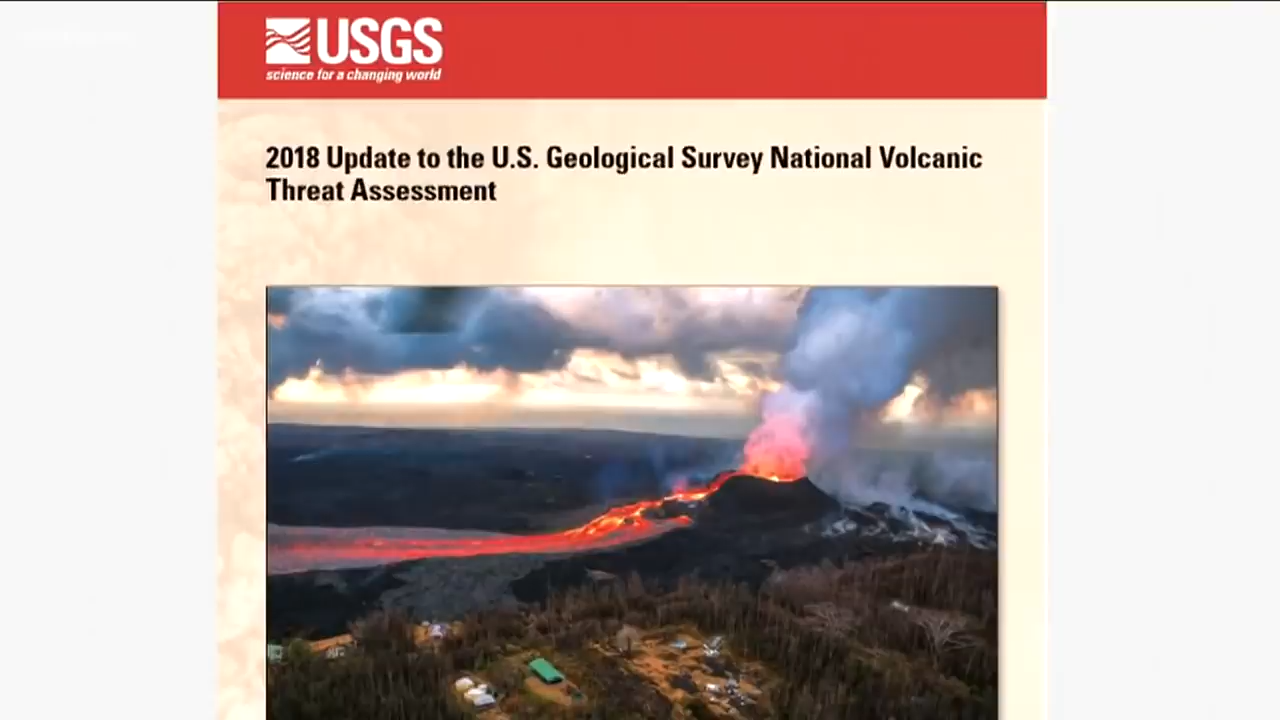 USGS
science for a changing world
2018 Update to the U.S. Geological Survey National Volcanic
Threat Assessment